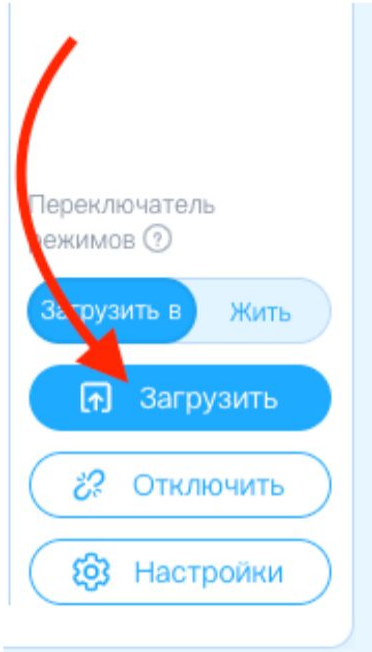 Переключатель
режимов ?
Загрузить в Жить
Загрузить
Отключить
Настройки